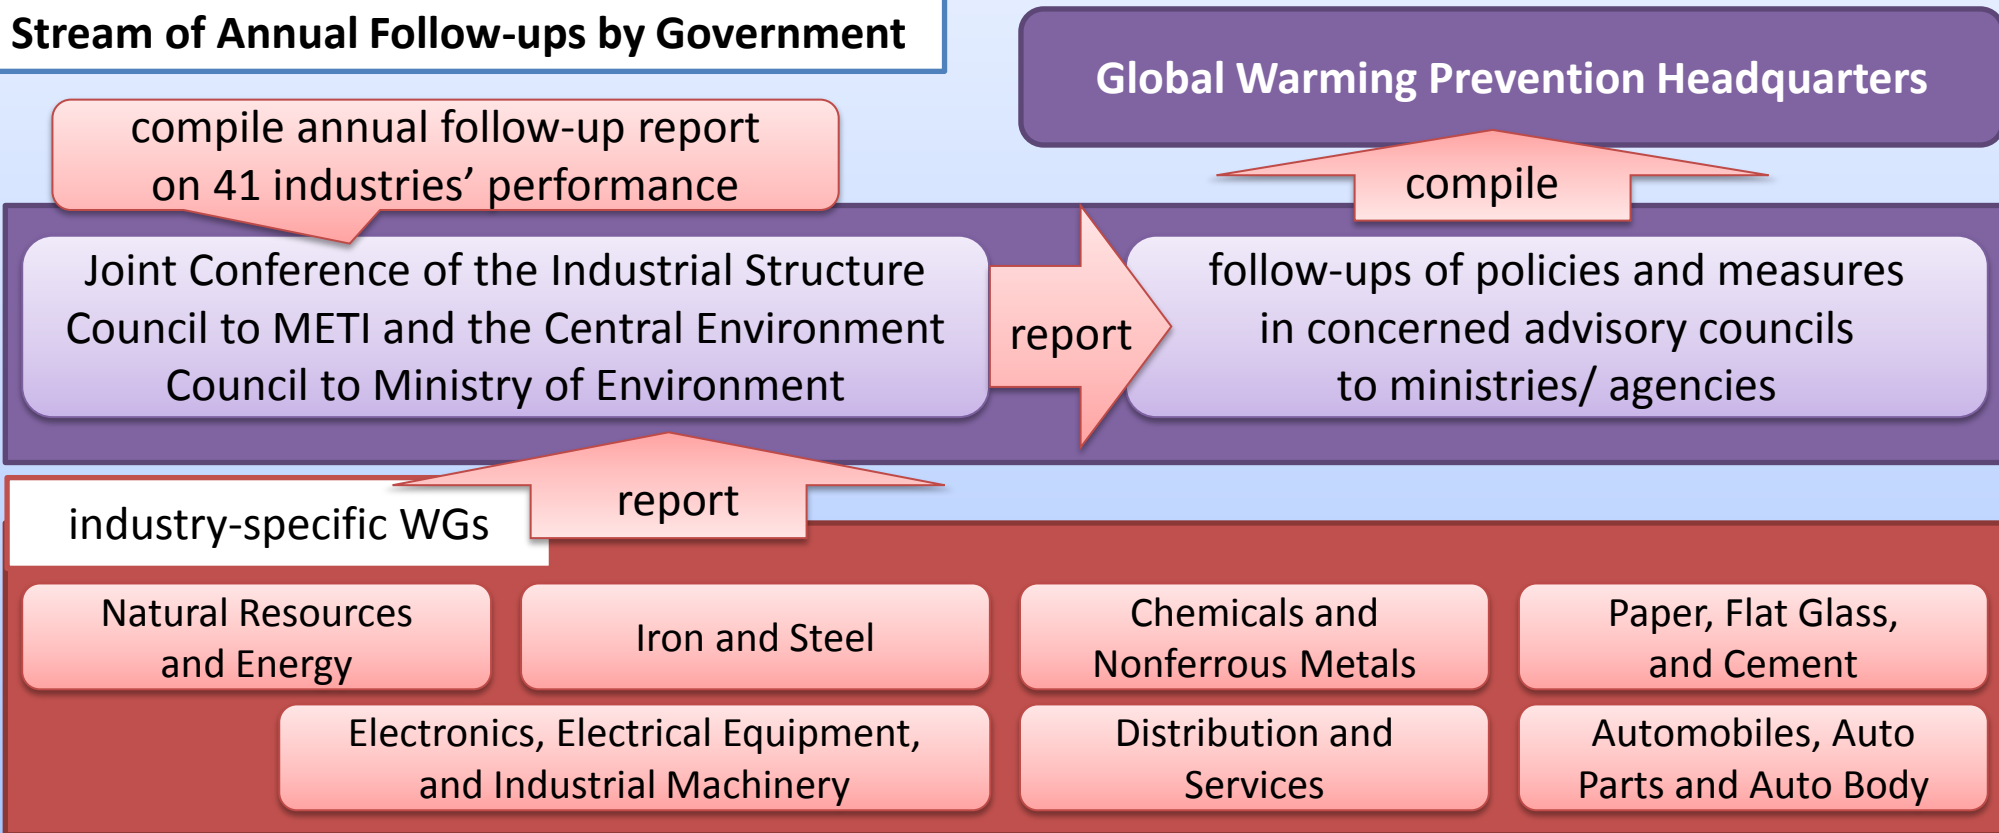 Stream of Annual Follow-ups by Government
Global Warming Prevention Headquarters
compile annual follow-up report
on 41 industries’ performance
compile
Joint Conference of the Industrial Structure
Council to METI and the Central Environment
Council to Ministry of Environment
report
follow-ups of policies and measures
in concerned advisory councils
to ministries/ agencies
report
industry-specific WGs
Natural Resources
and Energy
Iron and Steel
Chemicals and
Nonferrous Metals
Paper, Flat Glass,
and Cement
Electronics, Electrical Equipment,
and Industrial Machinery
Distribution and
Services
Automobiles, Auto
Parts and Auto Body